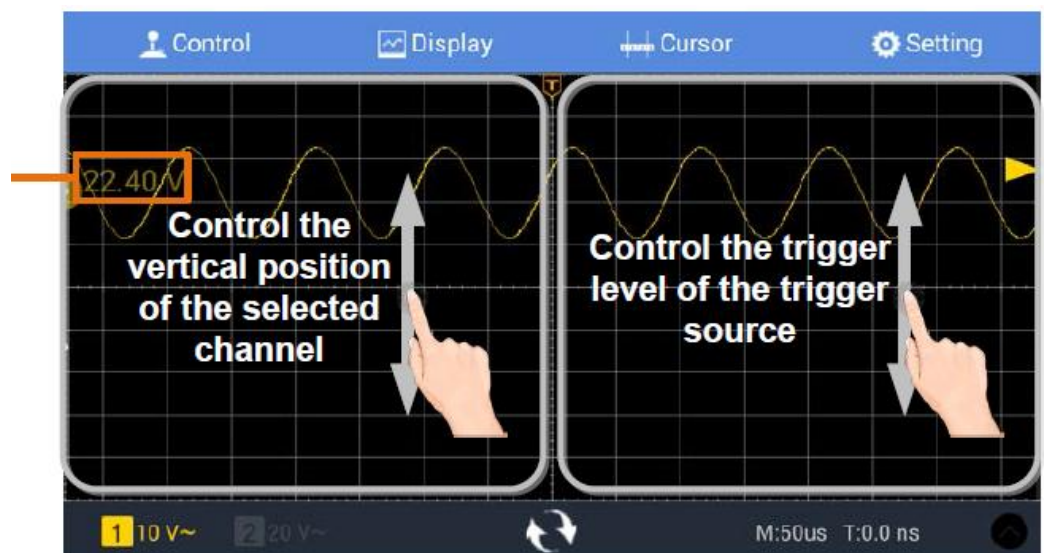 Control Display Cursor Setting
T
22.40 V
Control the
vertical position
of the selected
channel
Control the trigger
level of the trigger
source
1 10 V~ 2 20 V~ M:50us T:0.0 ns